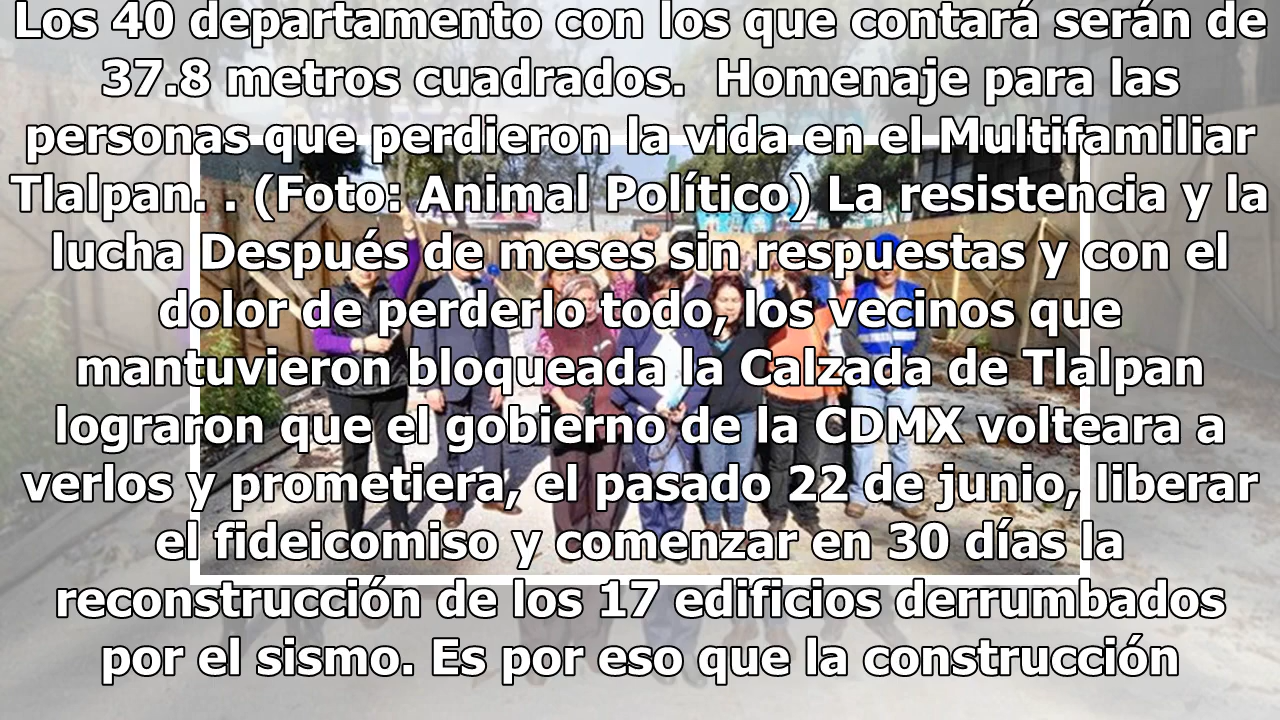 Los 40 departamento con los que contará serán de
37.8 metros cuadrados.  Homenaje para las
personas que perdieron la vida en el Multifamiliar
Tlalpan. . (Foto: Animal Político) La resistencia y la
lucha Después de meses sin respuestas y con el
dolor de perderlo todo, los vecinos que
mantuvieron bloqueada la Calzada de Tlalpan
lograron que el gobierno de la CDMX volteara a
verlos y prometiera, el pasado 22 de junio, liberar
el fideicomiso y comenzar en 30 días la
reconstrucción de los 17 edificios derrumbados
por el sismo. Es por eso que la construcción